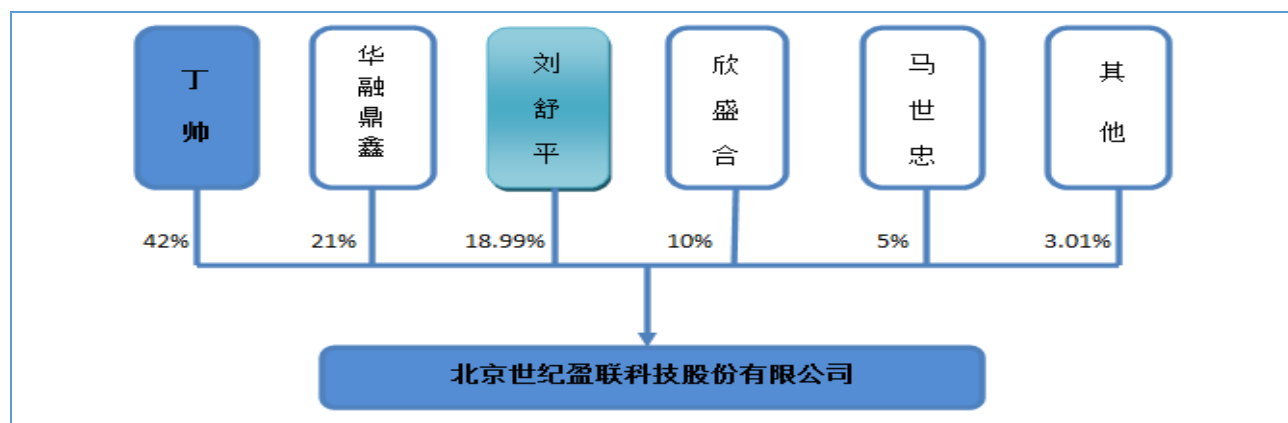 丁帅
华融鼎鑫
刘舒平
欣盛合
马世忠
其他
42%
21%
18.99%
10%
5%
3.01%
北京世纪盈联科技股份有限公司